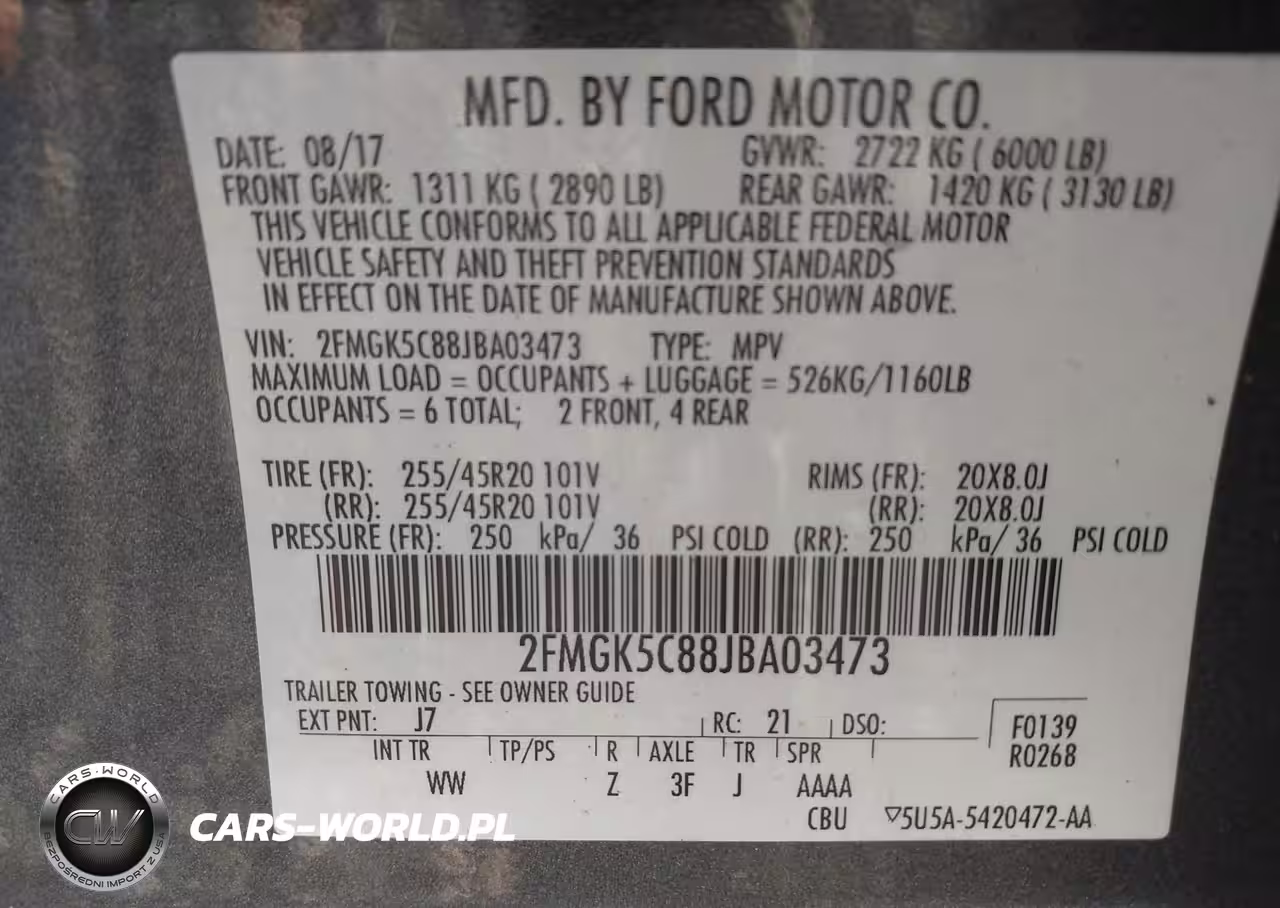 MFD. BY FORD MOTOR CO.
DATE: 08/17 GVWR: 2722 KG ( 6000 LB)
FRONT GAWR: 1311 KG ( 2890 LB) REAR GAWR: 1420 KG ( 3130 LB)
THIS VEHICLE CONFORMS TO ALL APPLICABLE FEDERAL MOTOR
VEHICLE SAFETY AND THEFT PREVENTION STANDARDS
IN EFFECT ON THE DATE OF MANUFACTURE SHOWN ABOVE.
VIN: 2FMGK5C88JBA03473 TYPE: MPV
MAXIMUM LOAD = OCCUPANTS + LUGGAGE = 526KG/1160LB
OCCUPANTS = 6 TOTAL; 2 FRONT, 4 REAR
TIRE (FR): 255/45R20 101V RIMS (FR): 20X8.0J
(RR): 255/45R20 101V (RR): 20X8.0J
PRESSURE (FR): 250 kPa/ 36 PSI COLD (RR): 250 kPa/ 36 PSI COLD
2FMGK5C88JBA03473
TRAILER TOWING - SEE OWNER GUIDE
EXT PNT: J7 RC: 21 DSO: F0139
R0268
INT TR TP/PS R AXLE TR SPR
WW Z 3F J AAAA
CBU ▽5U5A-5420472-AA
CARS-WORLD
CW
BEZPOŚREDNI IMPORT Z USA
CARS-WORLD.PL